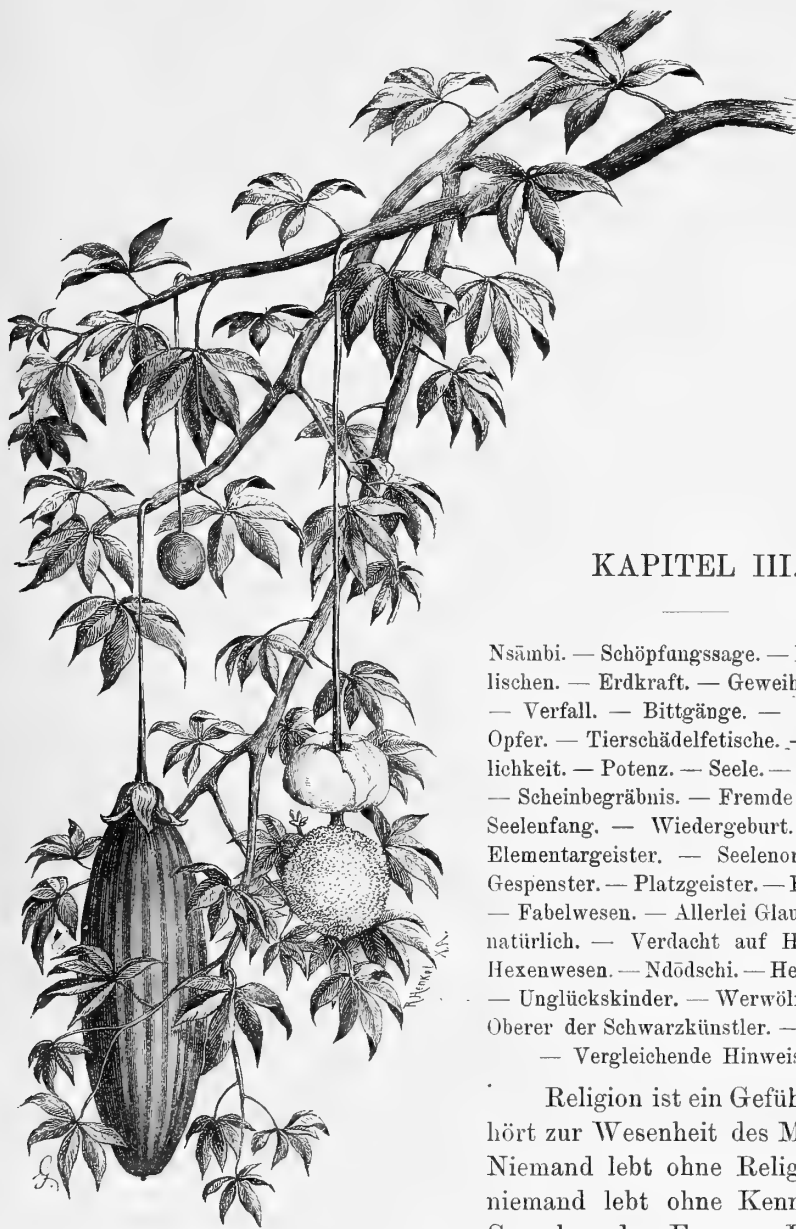 KAPITEL III.
Nsāmbi. — Schöpfungssage. —
lischen. — Erdkraft. — Geweih
— Verfall. — Bittgänge. —
Opfer. — Tierschädelfetische. —
lichkeit. — Potenz. — Seele. —
— Scheinbegräbnis. — Fremde
Seelenfang. — Wiedergeburt.
Elementargeister. — Seelenor
Gespenster. — Platzgeister. —
— Fabelwesen. — Allerlei Glau
natürlich. — Verdacht auf H
Hexenwesen. — Ndōdschi. — He
— Unglückskinder. — Werwöl
Oberer der Schwarzkünstler. —
— Vergleichende Hinweis
Religion ist ein Gefüh
hört zur Wesenheit des M
Niemand lebt ohne Relig
niemand lebt ohne Kenn
R. Henkel X.A.